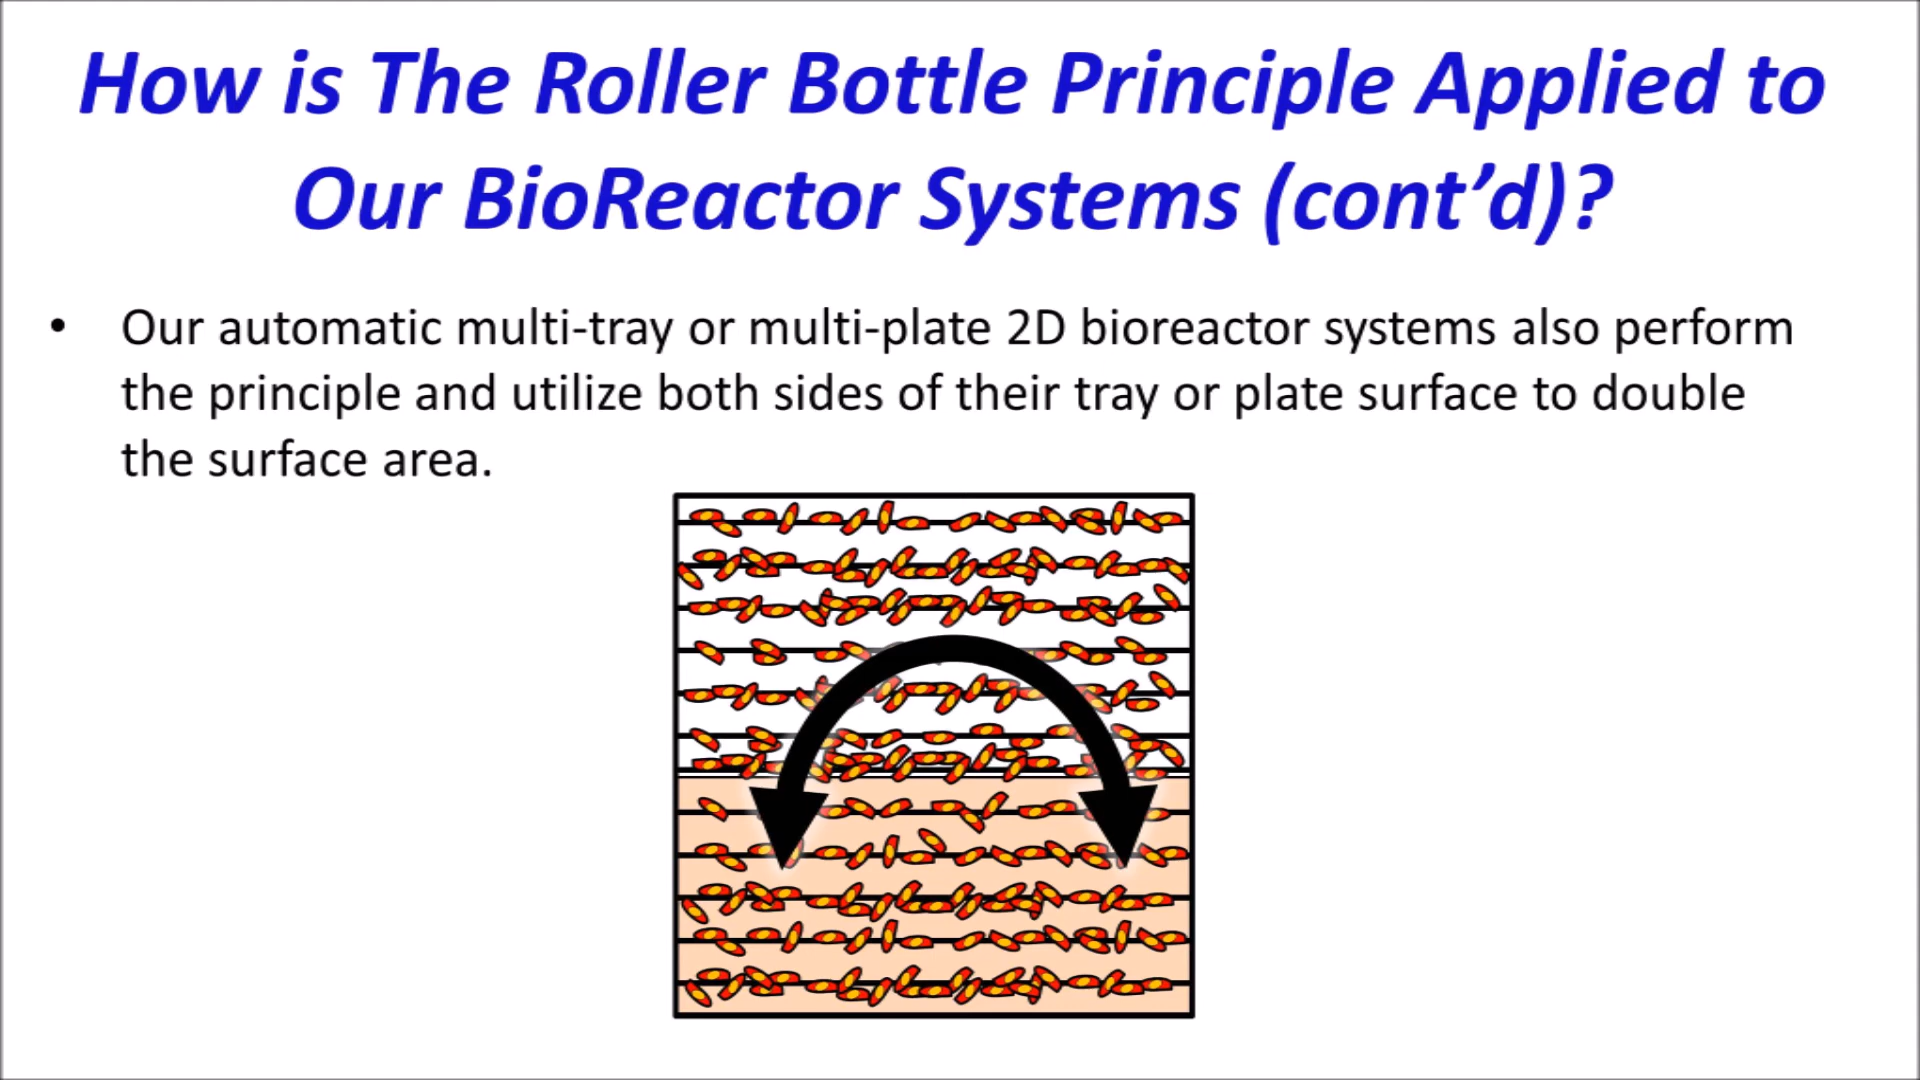 How is The Roller Bottle Principle Applied to
Our BioReactor Systems (cont’d)?
• Our automatic multi-tray or multi-plate 2D bioreactor systems also perform
the principle and utilize both sides of their tray or plate surface to double
the surface area.